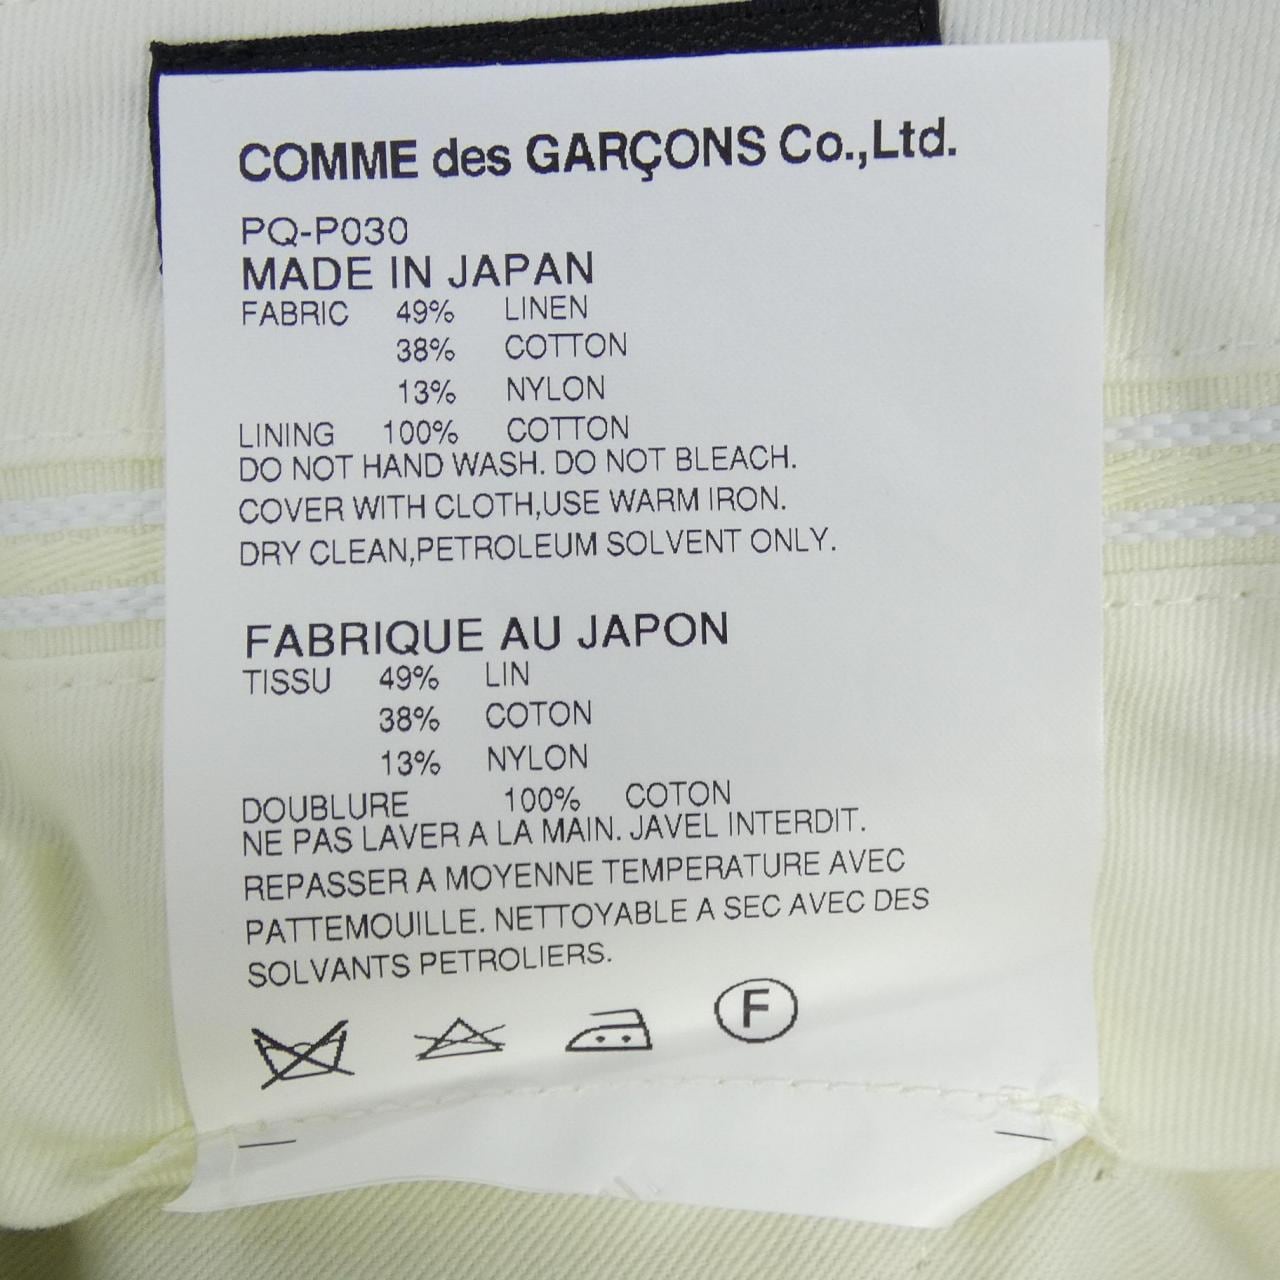 COMME des GARÇONS Co.,Ltd.
PQ-P030
MADE IN JAPAN
FABRIC 49% LINEN
38% COTTON
13% NYLON
LINING 100% COTTON
DO NOT HAND WASH. DO NOT BLEACH.
COVER WITH CLOTH,USE WARM IRON.
DRY CLEAN,PETROLEUM SOLVENT ONLY.
FABRIQUE AU JAPON
TISSU 49% LIN
38% COTON
13% NYLON
DOUBLURE 100% COTON
NE PAS LAVER A LA MAIN. JAVEL INTERDIT.
REPASSER A MOYENNE TEMPERATURE AVEC
PATTEMOUILLE. NETTOYABLE A SEC AVEC DES
SOLVANTS PETROLIERS.
F